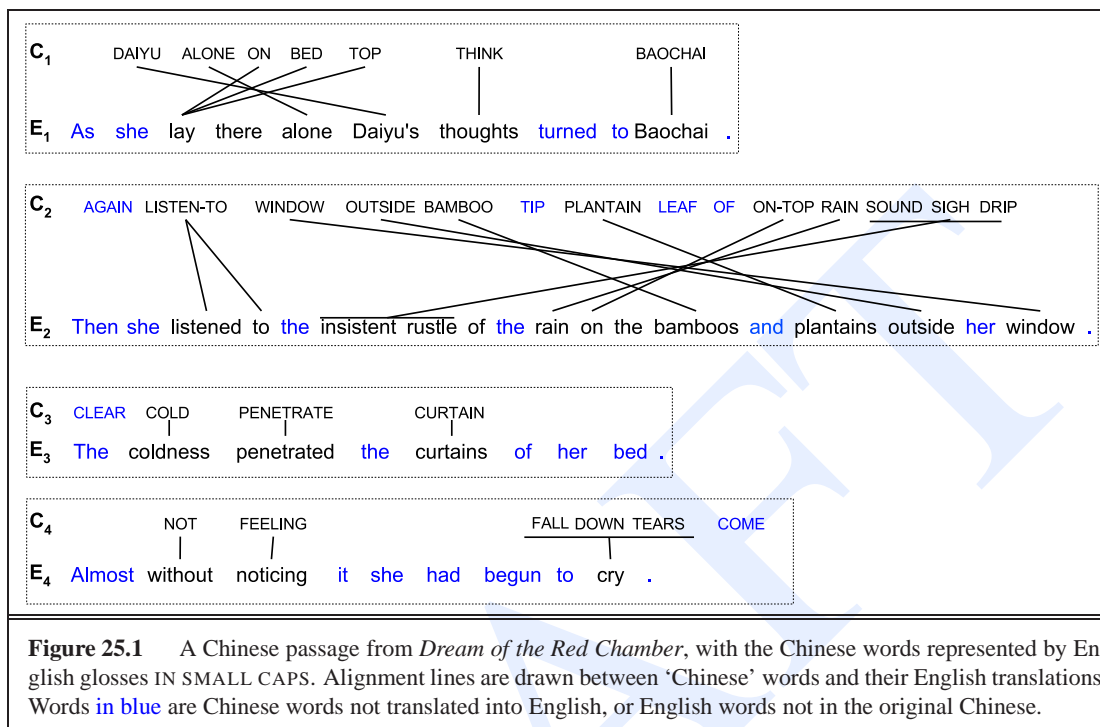 C1 DAIYU ALONE ON BED TOP THINK BAOCHAI
E1 As she lay there alone Daiyu's thoughts turned to Baochai .
C2 AGAIN LISTEN-TO WINDOW OUTSIDE BAMBOO TIP PLANTAIN LEAF OF ON-TOP RAIN SOUND SIGH DRIP
E2 Then she listened to the insistent rustle of the rain on the bamboos and plantains outside her window .
C3 CLEAR COLD PENETRATE CURTAIN
E3 The coldness penetrated the curtains of her bed .
C4 NOT FEELING FALL DOWN TEARS COME
E4 Almost without noticing it she had begun to cry .
Figure 25.1 A Chinese passage from Dream of the Red Chamber, with the Chinese words represented by En-
glish glosses IN SMALL CAPS. Alignment lines are drawn between ‘Chinese’ words and their English translations
Words in blue are Chinese words not translated into English, or English words not in the original Chinese.